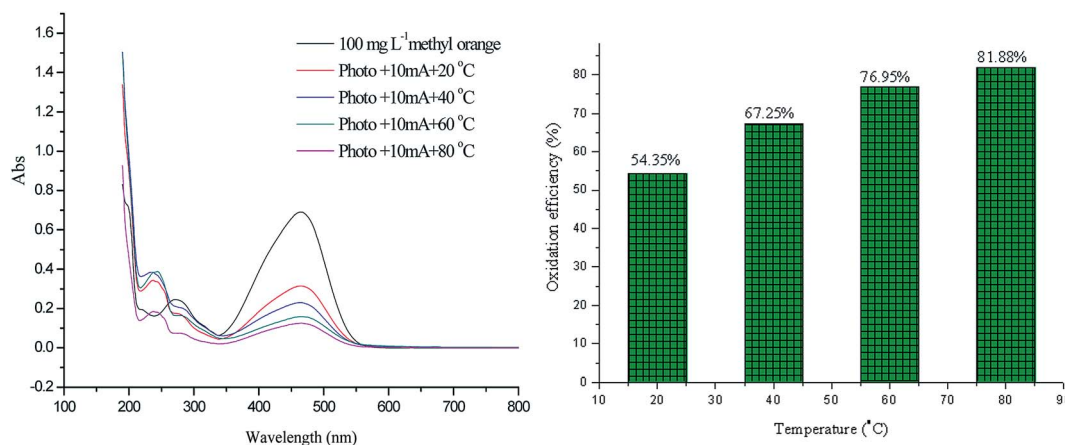 1.6
1.4
1.2
1.0
0.8
0.6
0.4
0.2
0.0
-0.2
Abs
100 mg L⁻¹methyl orange
Photo +10mA+20 °C
Photo +10mA+40 °C
Photo +10mA+60 °C
Photo +10mA+80 °C
100 200 300 400 500 600 700 800
Wavelength (nm)
80
70
60
50
40
30
20
10
0
Oxidation efficiency (%)
54.35%
67.25%
76.95%
81.88%
10 20 30 40 50 60 70 80 90
Temperature (°C)